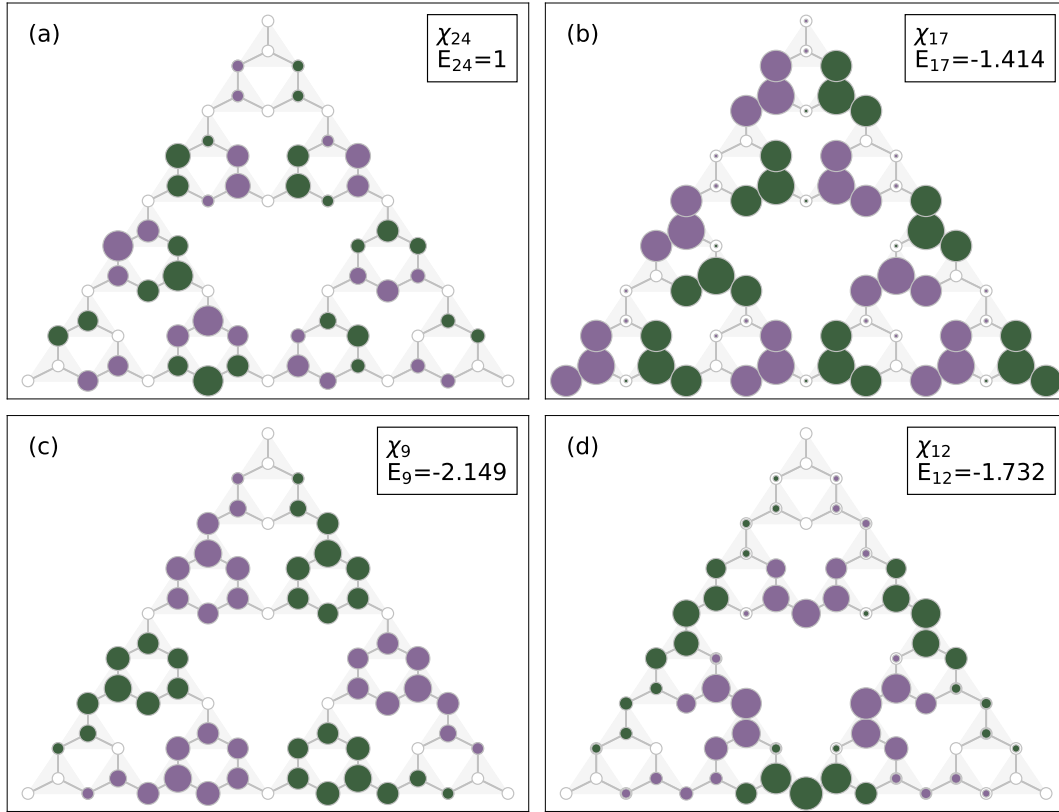 (a)
χ₂₄
E₂₄=1
(b)
χ₁₇
E₁₇=-1.414
(c)
χ₉
E₉=-2.149
(d)
χ₁₂
E₁₂=-1.732